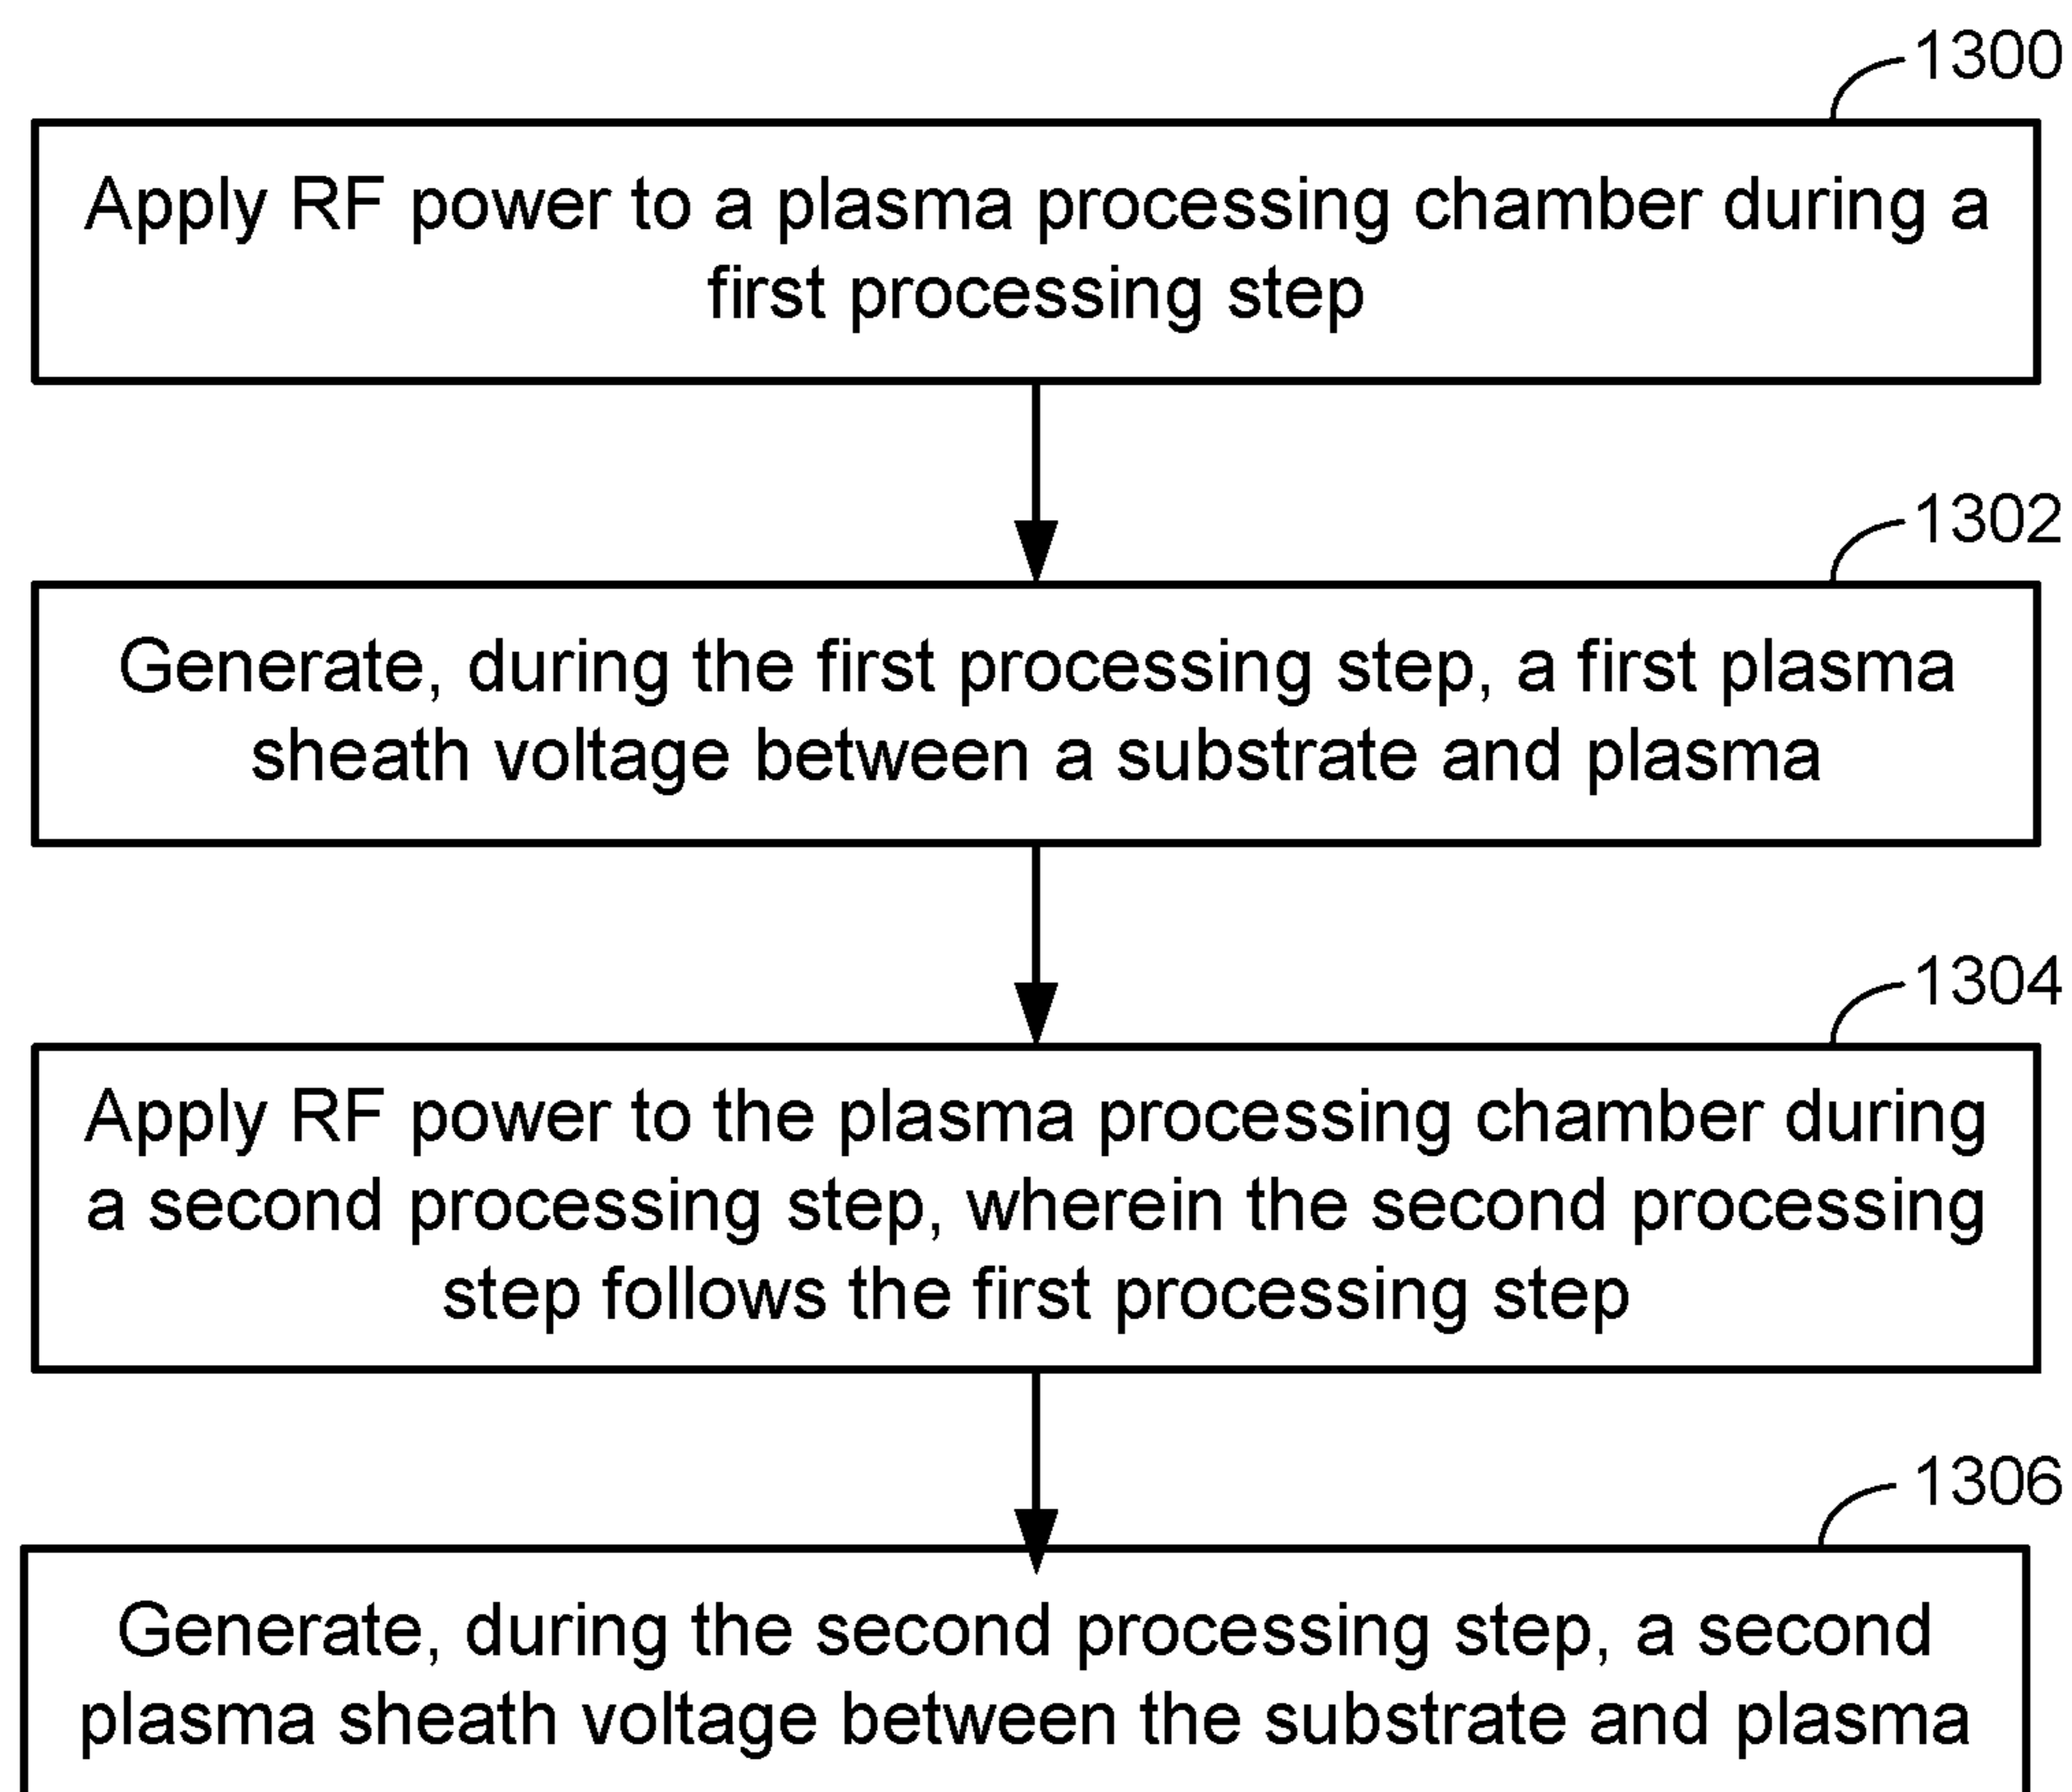 1300
Apply RF power to a plasma processing chamber during a
first processing step
1302
Generate, during the first processing step, a first plasma
sheath voltage between a substrate and plasma
1304
Apply RF power to the plasma processing chamber during
a second processing step, wherein the second processing
step follows the first processing step
1306
Generate, during the second processing step, a second
plasma sheath voltage between the substrate and plasma